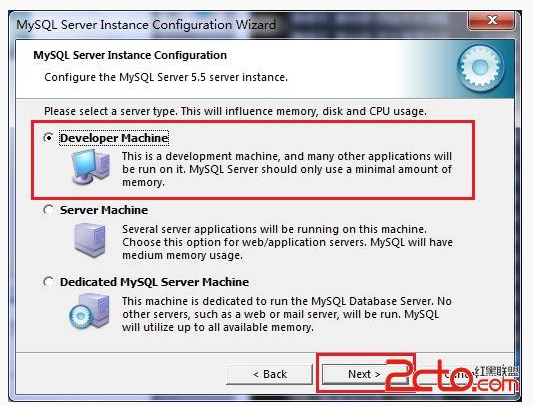 MySQL Server Instance Configuration Wizard
MySQL Server Instance Configuration
Configure the MySQL Server 5.5 server instance.
Please select a server type. This will influence memory, disk and CPU usage.
Developer Machine
This is a development machine, and many other applications will
be run on it. MySQL Server should only use a minimal amount of
memory.
Server Machine
Several server applications will be running on this machine.
Choose this option for web/application servers. MySQL will have
medium memory usage.
Dedicated MySQL Server Machine
This machine is dedicated to run the MySQL Database Server. No
other servers, such as a web or mail server, will be run. MySQL
will utilize up to all available memory.
< Back
Next >
2cto.com
红黑联盟